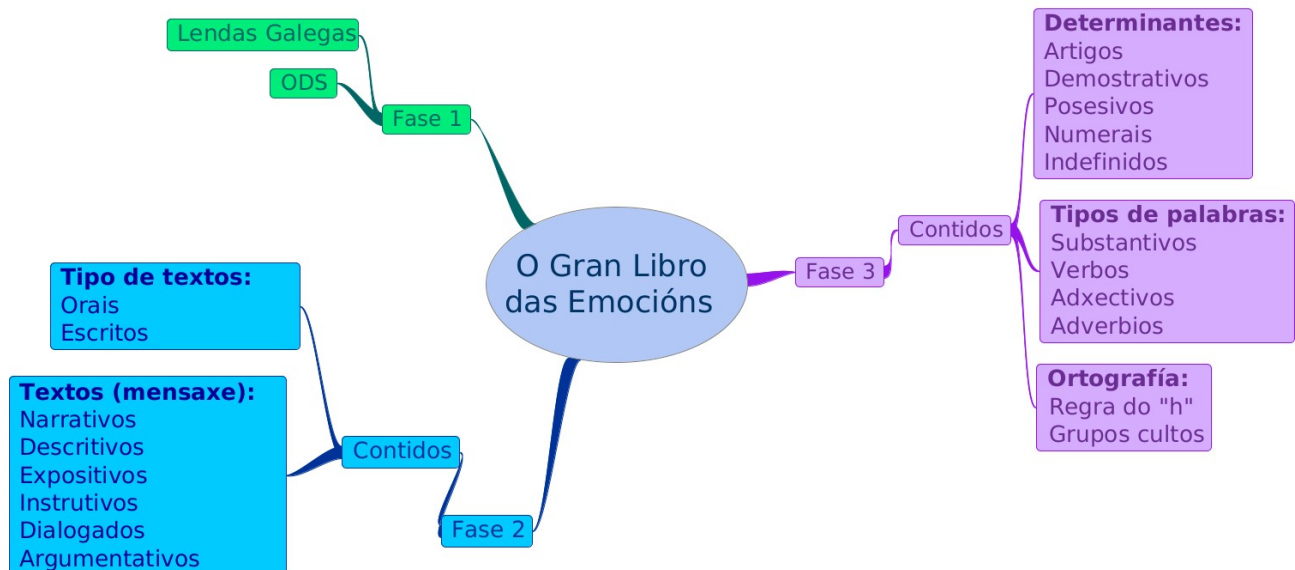 O Gran Libro
das Emocións
Fase 1
Lendas Galegas
ODS
Fase 2
Contidos
Tipo de textos:
Orais
Escritos
Textos (mensaxe):
Narrativos
Descritivos
Expositivos
Instrutivos
Dialogados
Argumentativos
Fase 3
Contidos
Determinantes:
Artigos
Demostrativos
Posesivos
Numerais
Indefinidos
Tipos de palabras:
Substantivos
Verbos
Adxectivos
Adverbios
Ortografía:
Regra do "h"
Grupos cultos